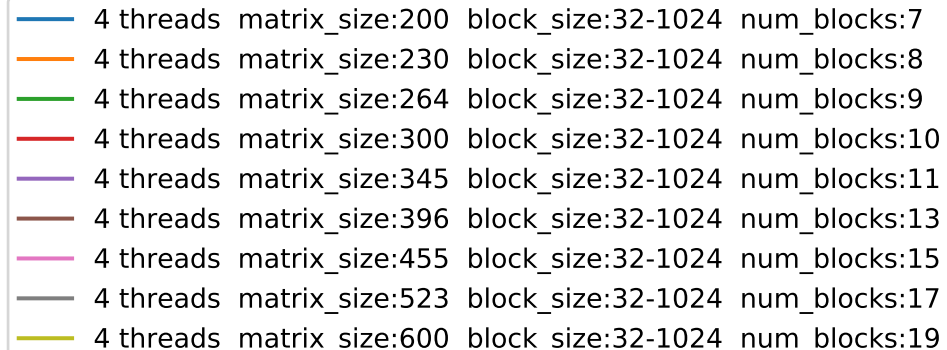 4 threads matrix_size:200 block_size:32-1024 num_blocks:7
4 threads matrix_size:230 block_size:32-1024 num_blocks:8
4 threads matrix_size:264 block_size:32-1024 num_blocks:9
4 threads matrix_size:300 block_size:32-1024 num_blocks:10
4 threads matrix_size:345 block_size:32-1024 num_blocks:11
4 threads matrix_size:396 block_size:32-1024 num_blocks:13
4 threads matrix_size:455 block_size:32-1024 num_blocks:15
4 threads matrix_size:523 block_size:32-1024 num_blocks:17
4 threads matrix_size:600 block_size:32-1024 num_blocks:19